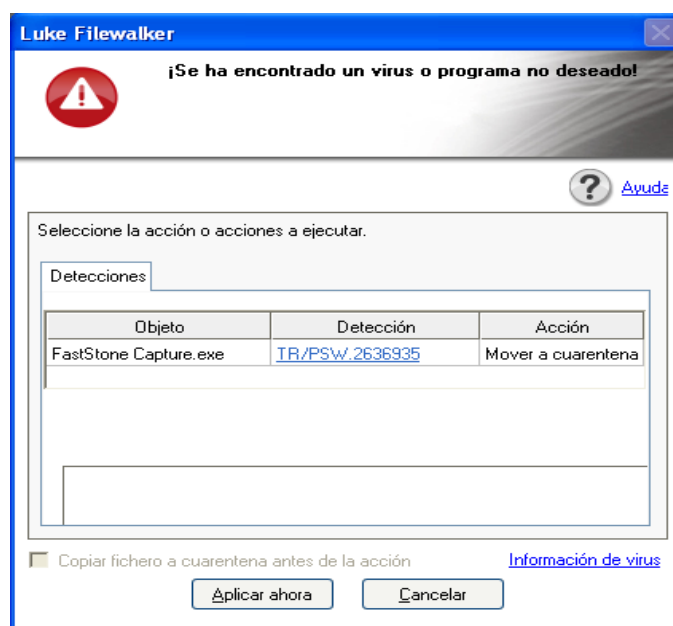 Luke Filewalker
¡Se ha encontrado un virus o programa no deseado!
? Ayuda
Seleccione la acción o acciones a ejecutar.
Detecciones
Objeto Detección Acción
FastStone Capture.exe TR/PSW.2636935 Mover a cuarentena
Copiar fichero a cuarentena antes de la acción Información de virus
Aplicar ahora Cancelar